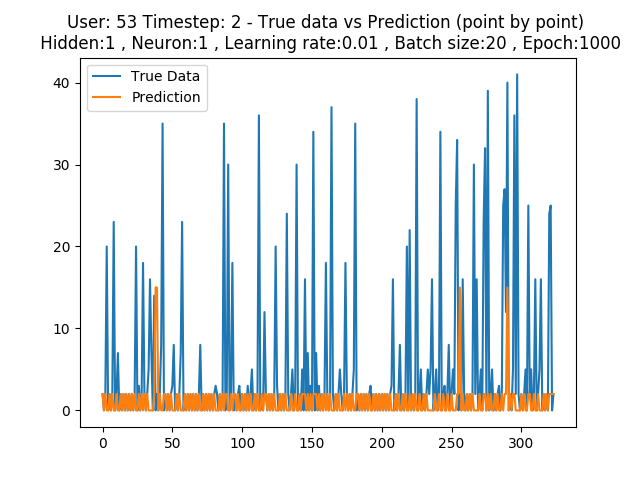 User: 53 Timestep: 2 - True data vs Prediction (point by point)
Hidden:1 , Neuron:1 , Learning rate:0.01 , Batch size:20 , Epoch:1000
True Data
Prediction
40
30
20
10
0
0 50 100 150 200 250 300